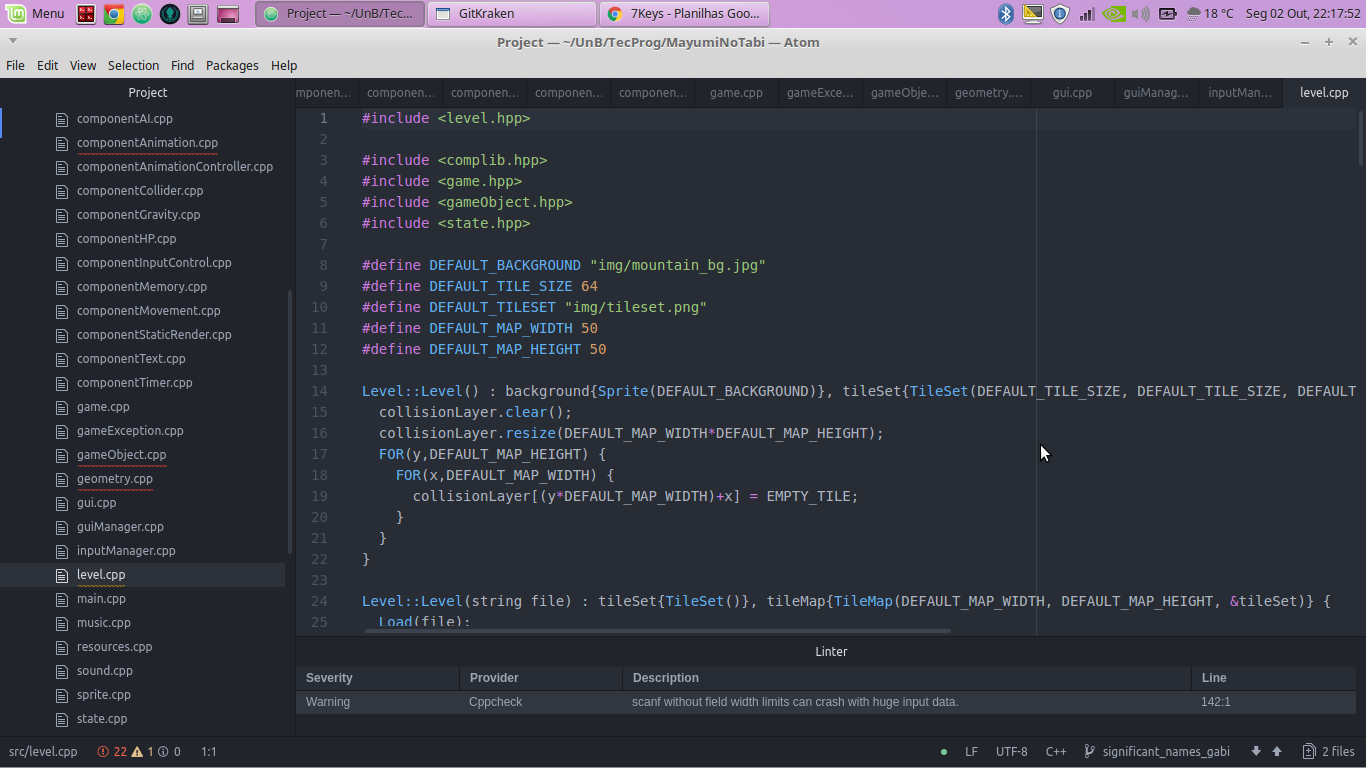 Menu Project — ~/UnB/Tec... GitKraken 7Keys - Planilhas Goo... 18 °C Seg 02 Out, 22:17:52
Project — ~/UnB/TecProg/MayumiNoTabi — Atom
File Edit View Selection Find Packages Help
Project
mponen... componen... componen... componen... componen... game.cpp gameExce... gameObje... geometry.... gui.cpp guiManag... inputMan... level.cpp
componentAI.cpp
componentAnimation.cpp
componentAnimationController.cpp
componentCollider.cpp
componentGravity.cpp
componentHP.cpp
componentInputControl.cpp
componentMemory.cpp
componentMovement.cpp
componentStaticRender.cpp
componentText.cpp
componentTimer.cpp
game.cpp
gameException.cpp
gameObject.cpp
geometry.cpp
gui.cpp
guiManager.cpp
inputManager.cpp
level.cpp
main.cpp
music.cpp
resources.cpp
sound.cpp
sprite.cpp
state.cpp
1 #include <level.hpp>
2
3 #include <complib.hpp>
4 #include <game.hpp>
5 #include <gameObject.hpp>
6 #include <state.hpp>
7
8 #define DEFAULT_BACKGROUND "img/mountain_bg.jpg"
9 #define DEFAULT_TILE_SIZE 64
10 #define DEFAULT_TILESET "img/tileset.png"
11 #define DEFAULT_MAP_WIDTH 50
12 #define DEFAULT_MAP_HEIGHT 50
13
14 Level::Level() : background{Sprite(DEFAULT_BACKGROUND)}, tileSet{TileSet(DEFAULT_TILE_SIZE, DEFAULT_TILE_SIZE, DEFAULT
15 collisionLayer.clear();
16 collisionLayer.resize(DEFAULT_MAP_WIDTH*DEFAULT_MAP_HEIGHT);
17 FOR(y,DEFAULT_MAP_HEIGHT) {
18 FOR(x,DEFAULT_MAP_WIDTH) {
19 collisionLayer[(y*DEFAULT_MAP_WIDTH)+x] = EMPTY_TILE;
20 }
21 }
22 }
23
24 Level::Level(string file) : tileSet{TileSet()}, tileMap{TileMap(DEFAULT_MAP_WIDTH, DEFAULT_MAP_HEIGHT, &tileSet)} {
25 Load(file);
Linter
Severity Provider Description Line
Warning Cppcheck scanf without field width limits can crash with huge input data. 142:1
src/level.cpp 22 1 0 1:1 LF UTF-8 C++ significant_names_gabi 2 files